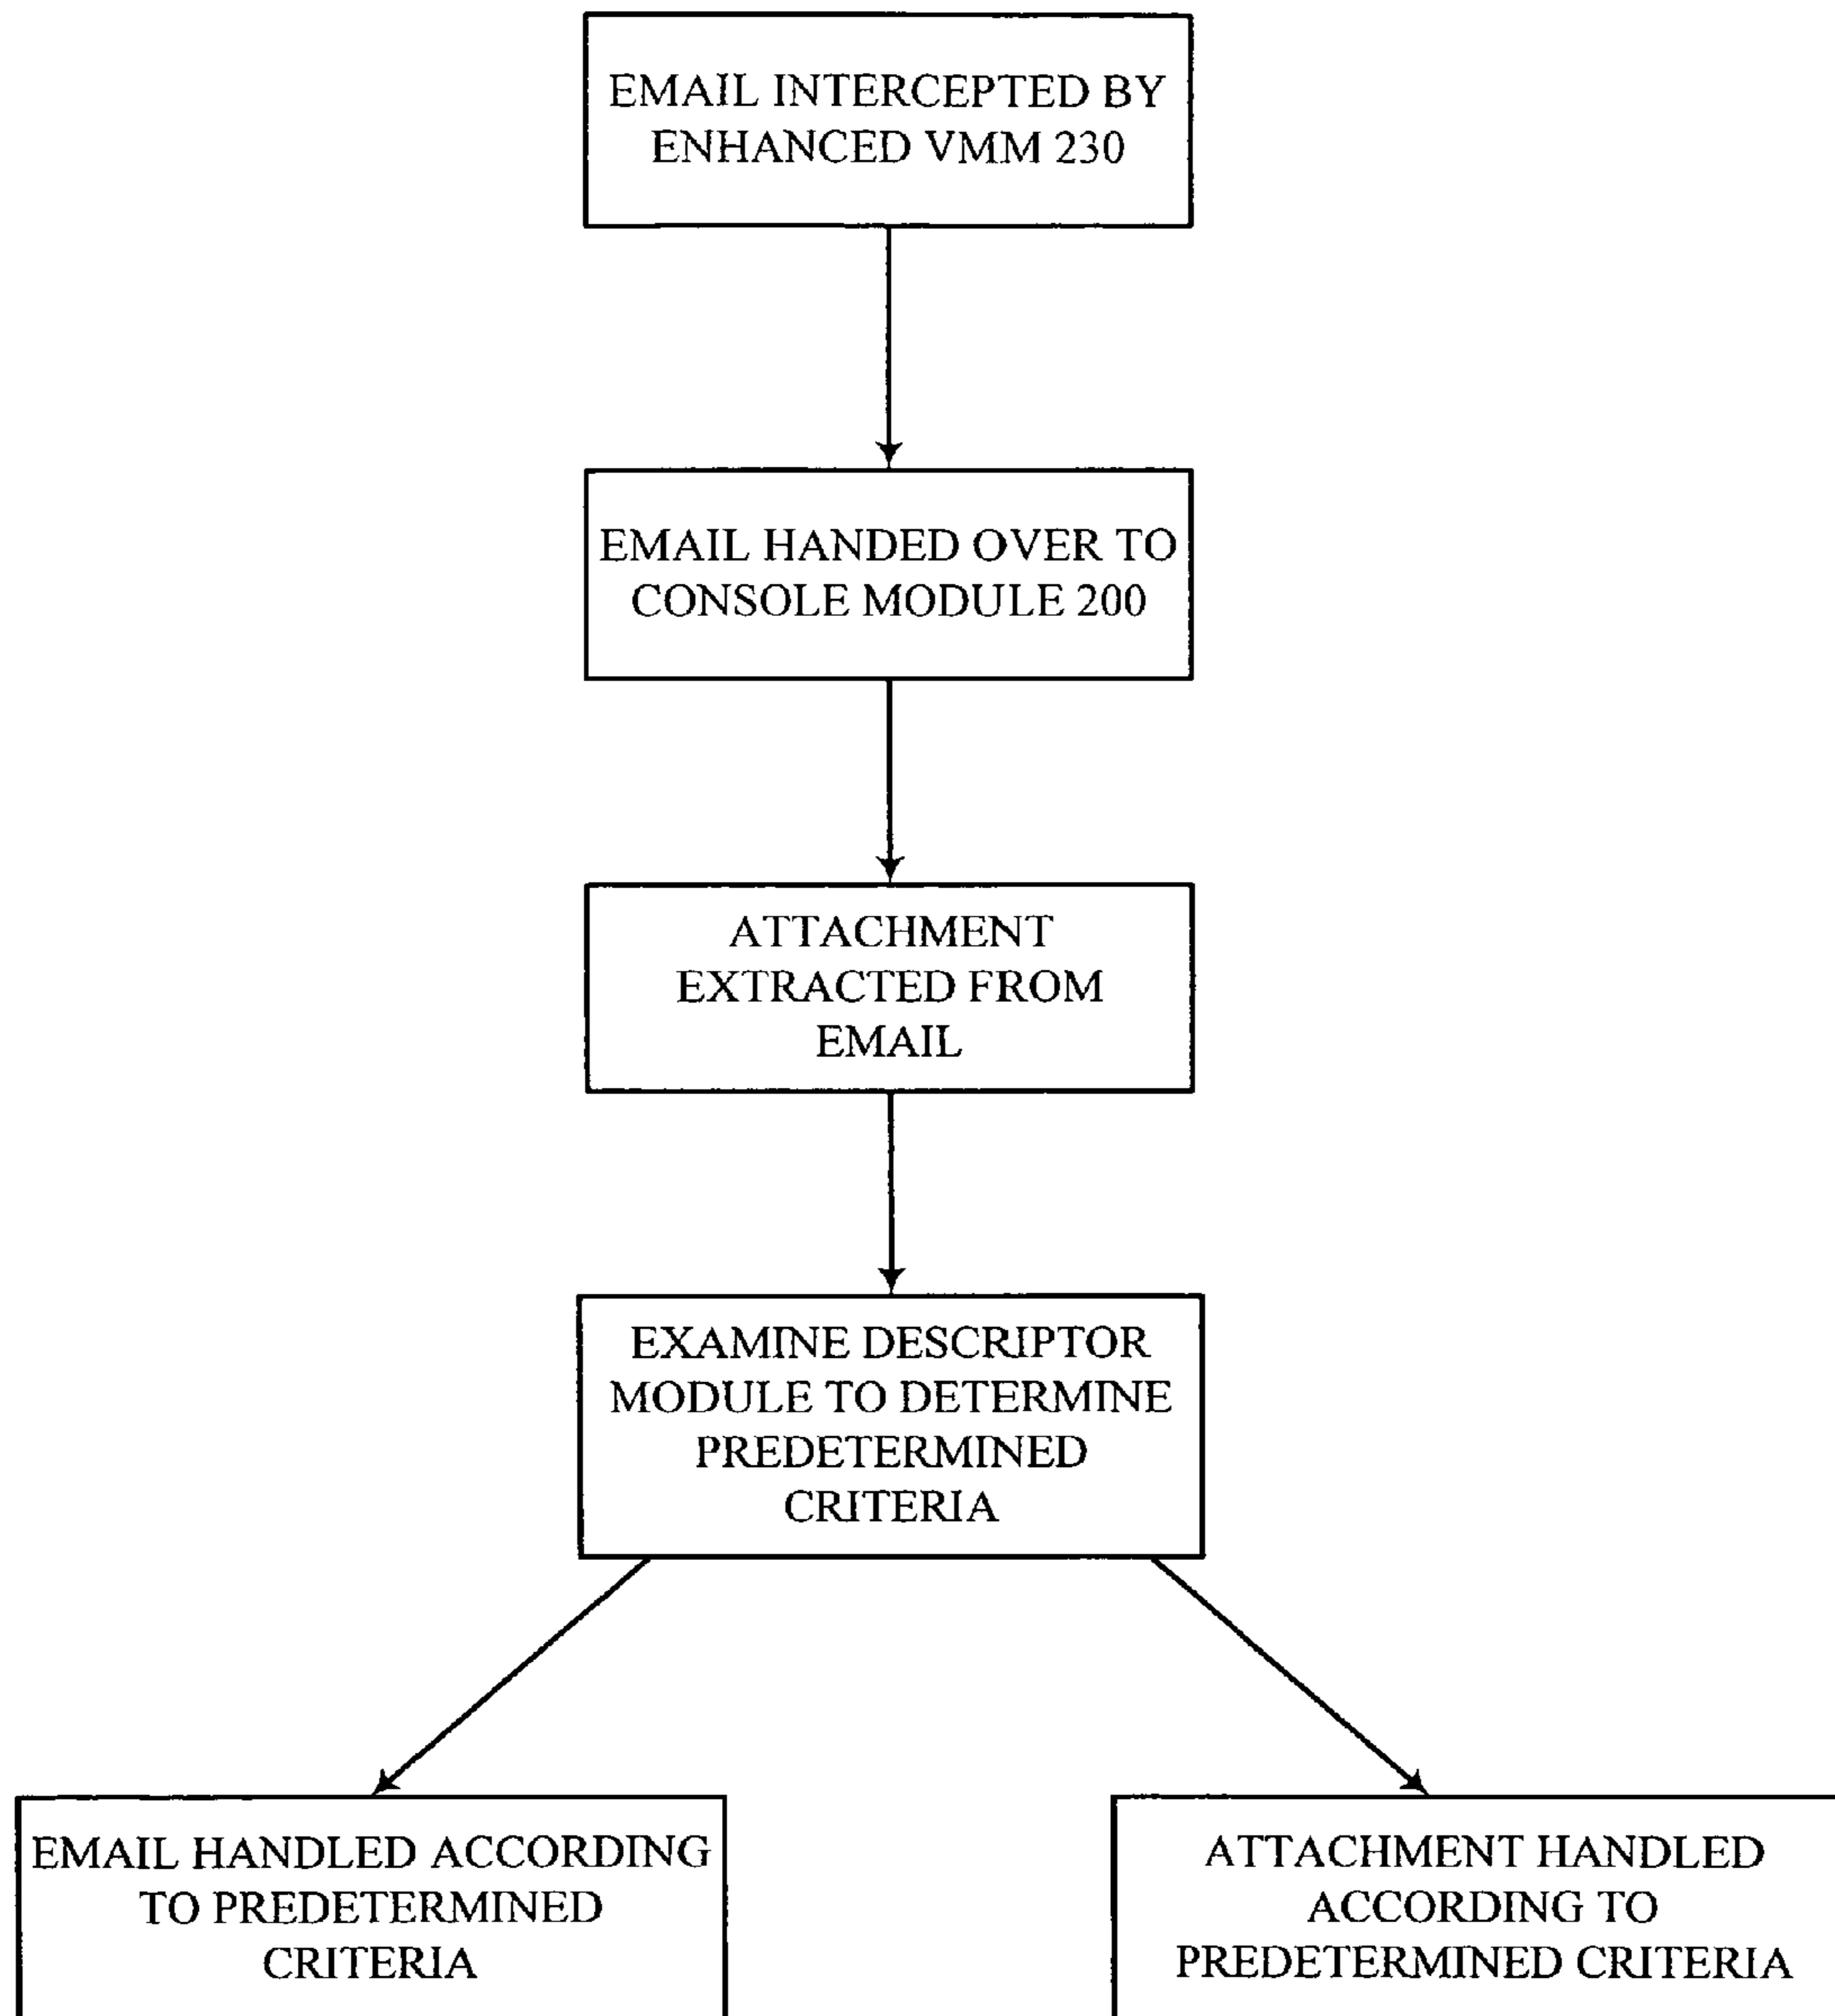 EMAIL INTERCEPTED BY
ENHANCED VMM 230
EMAIL HANDED OVER TO
CONSOLE MODULE 200
ATTACHMENT
EXTRACTED FROM
EMAIL
EXAMINE DESCRIPTOR
MODULE TO DETERMINE
PREDETERMINED
CRITERIA
EMAIL HANDLED ACCORDING
TO PREDETERMINED
CRITERIA
ATTACHMENT HANDLED
ACCORDING TO
PREDETERMINED CRITERIA